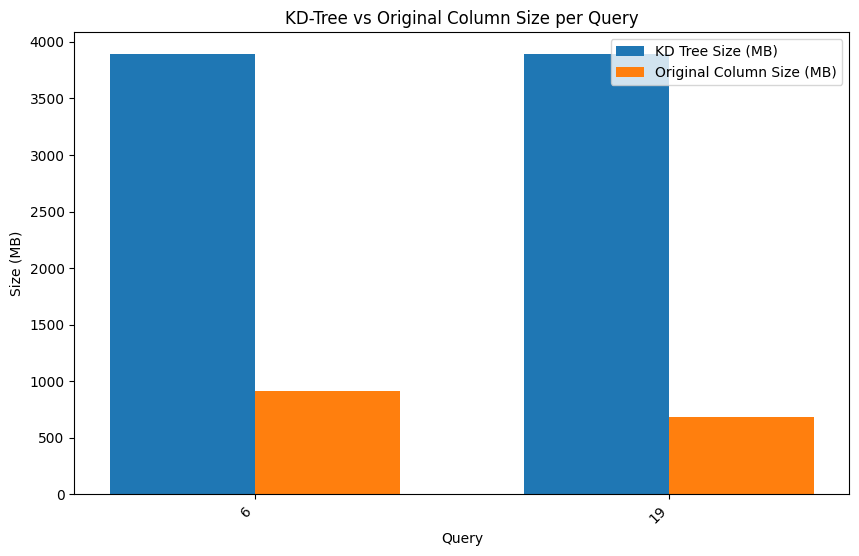 KD-Tree vs Original Column Size per Query
KD Tree Size (MB)
Original Column Size (MB)
Size (MB)
4000
3500
3000
2500
2000
1500
1000
500
0
6
19
Query